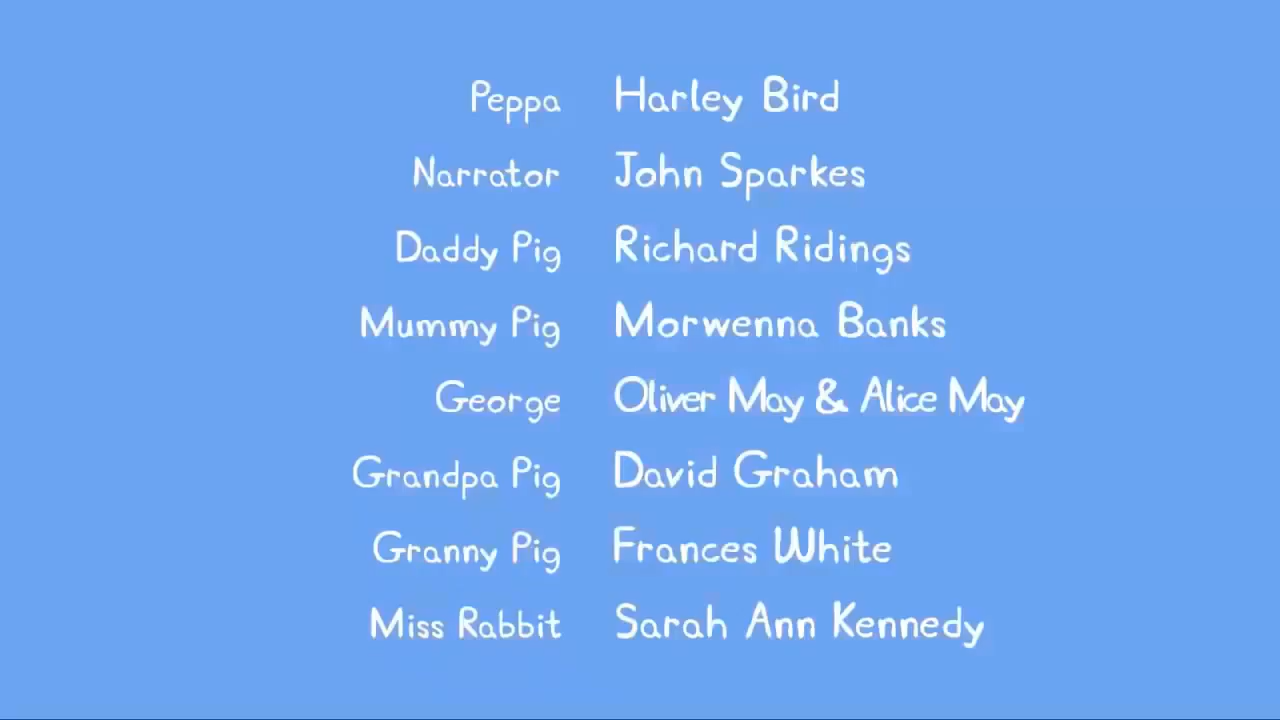 Peppa Harley Bird
Narrator John Sparkes
Daddy Pig Richard Ridings
Mummy Pig Morwenna Banks
George Oliver May & Alice May
Grandpa Pig David Graham
Granny Pig Frances White
Miss Rabbit Sarah Ann Kennedy